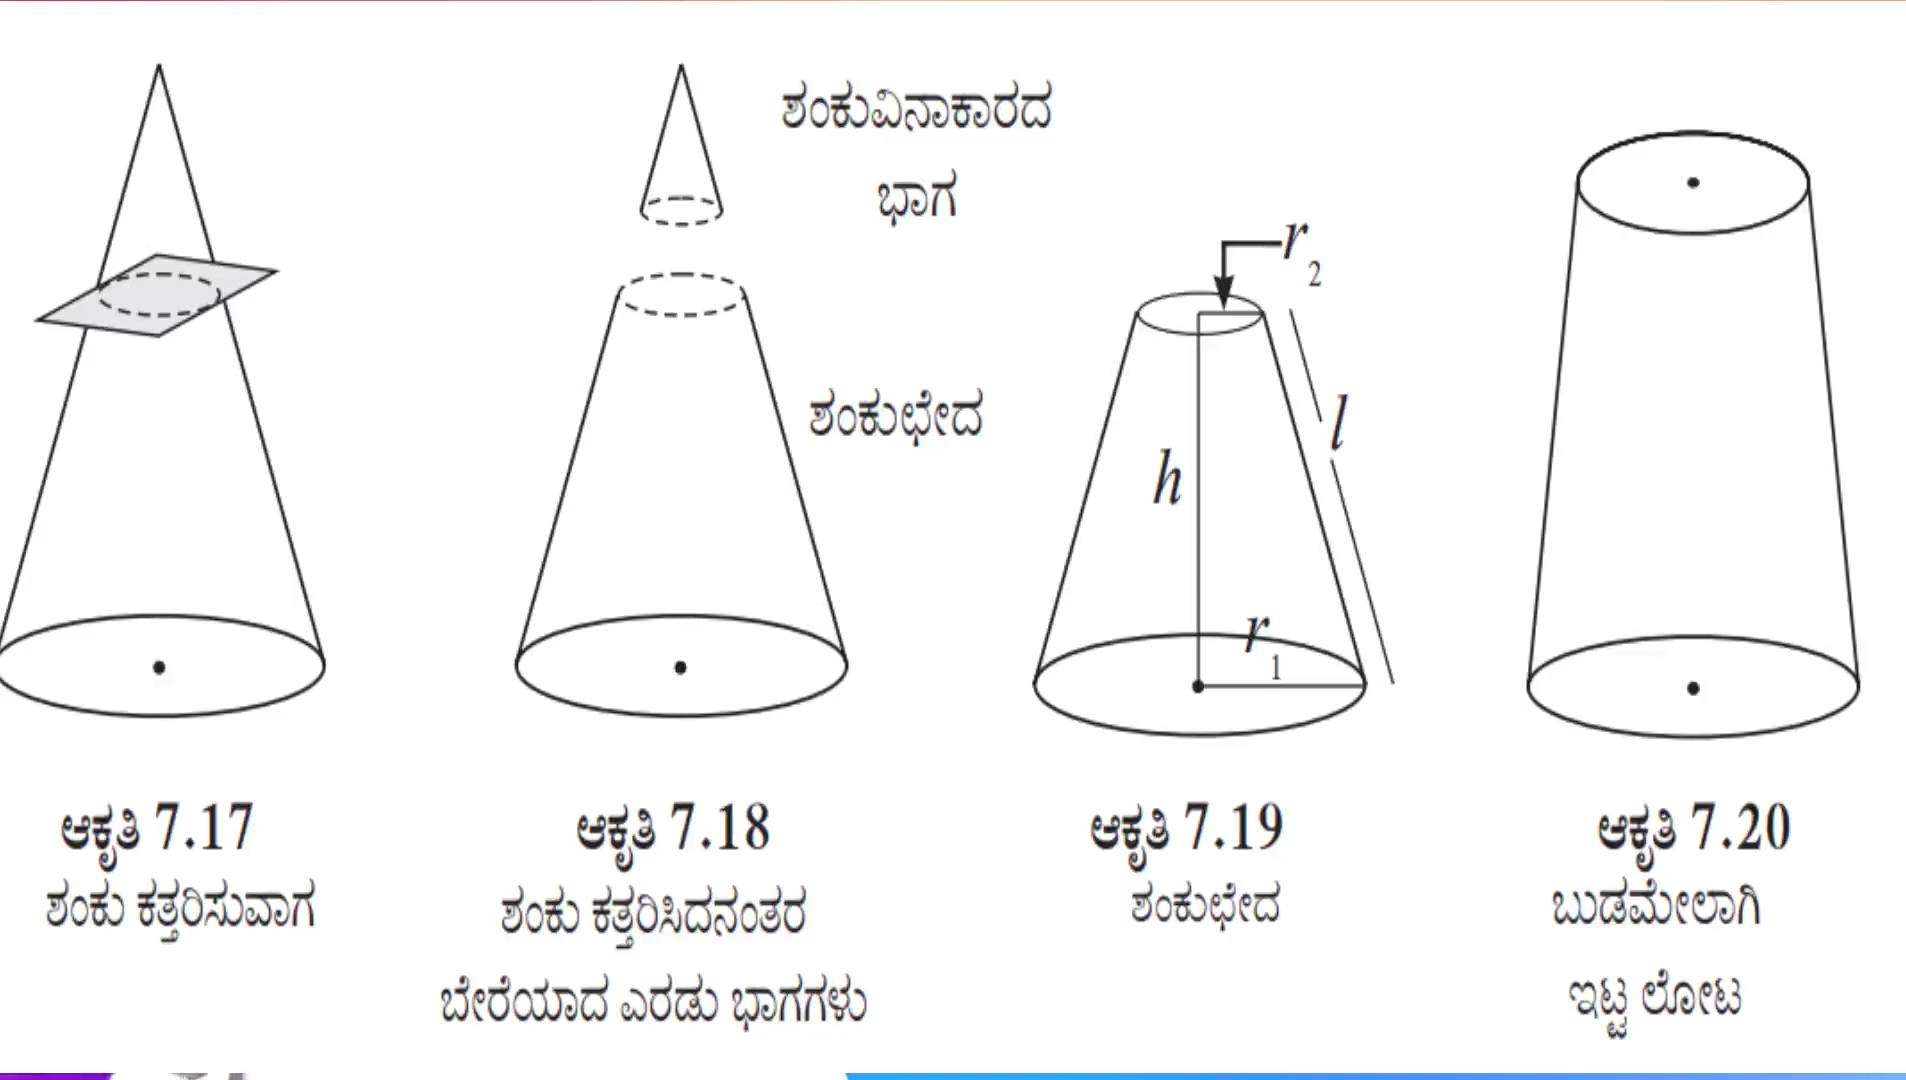 ಶಂಕುವಿನಾಕಾರದ
ಭಾಗ
ಶಂಕುಛೇದ
r₂
l
h
r₁
ಆಕೃತಿ 7.17
ಶಂಕು ಕತ್ತರಿಸುವಾಗ
ಆಕೃತಿ 7.18
ಶಂಕು ಕತ್ತರಿಸಿದನಂತರ
ಬೇರೆಯಾದ ಎರಡು ಭಾಗಗಳು
ಆಕೃತಿ 7.19
ಶಂಕುಛೇದ
ಆಕೃತಿ 7.20
ಬುಡಮೇಲಾಗಿ
ಇಟ್ಟ ಲೋಟ